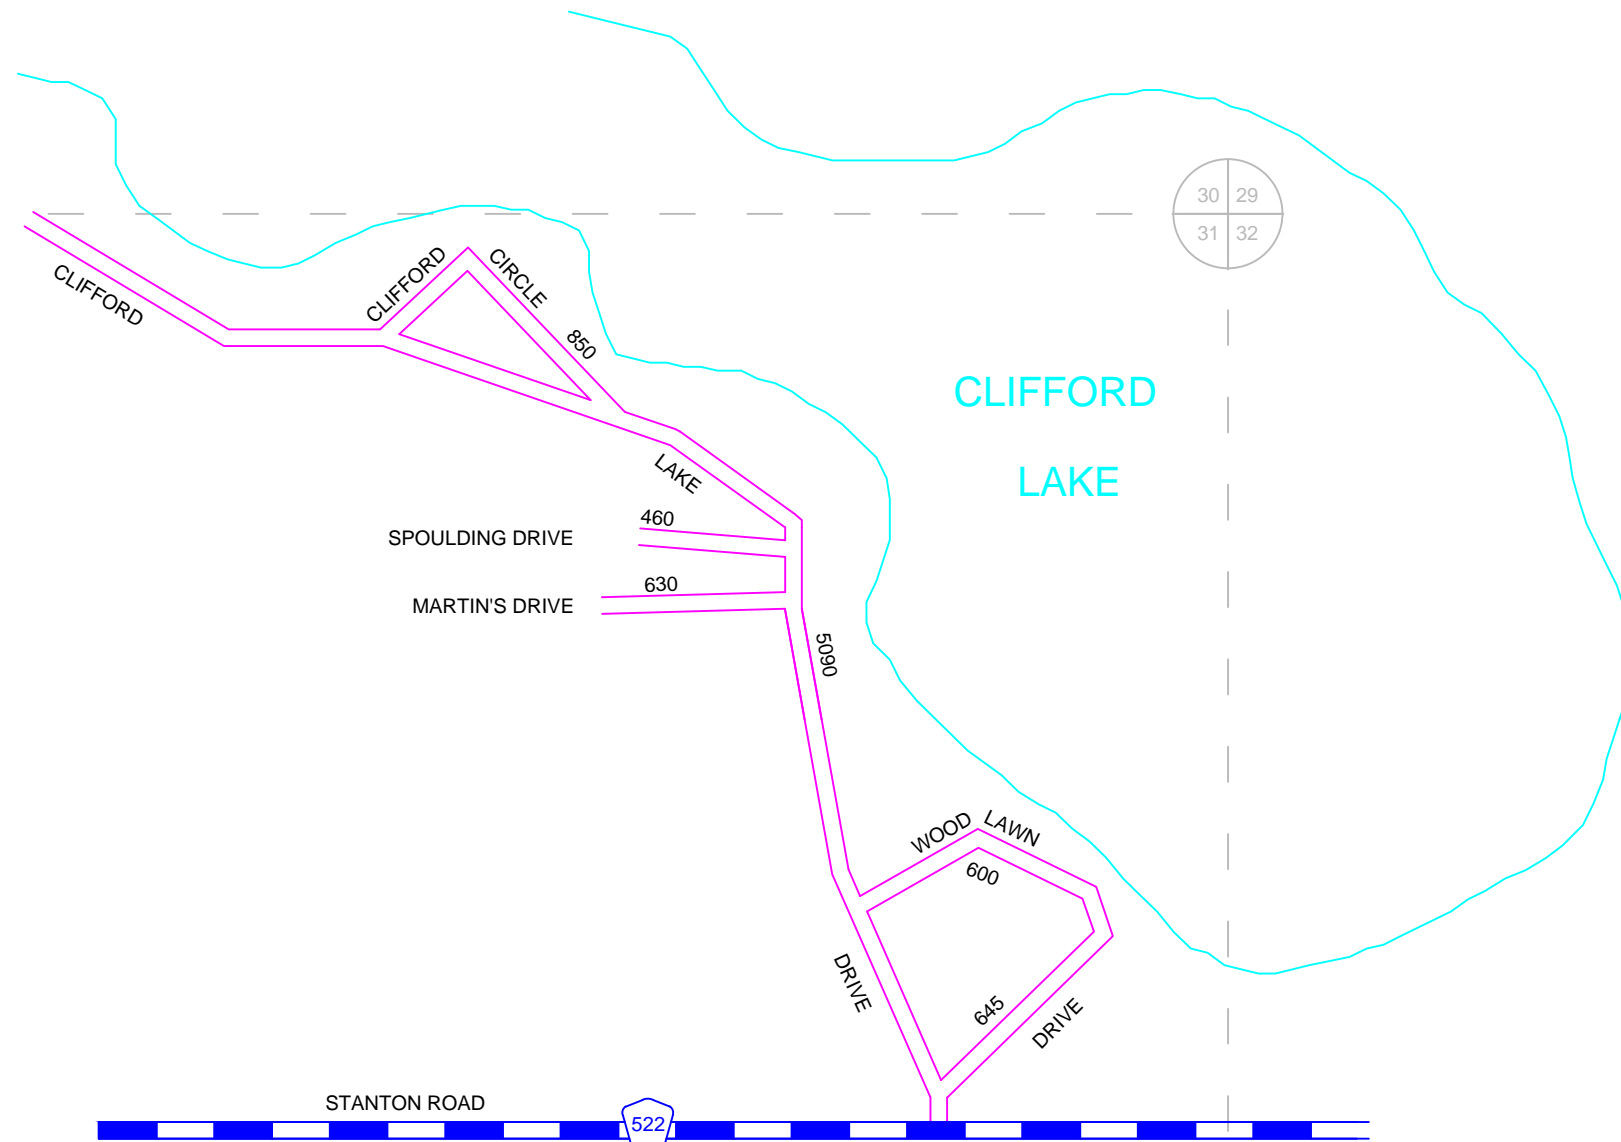 30 29
31 32
CLIFFORD
CLIFFORD
CIRCLE
850
CLIFFORD
LAKE
LAKE
460
SPOULDING DRIVE
630
MARTIN'S DRIVE
5090
WOOD LAWN
600
DRIVE
645
DRIVE
STANTON ROAD
522